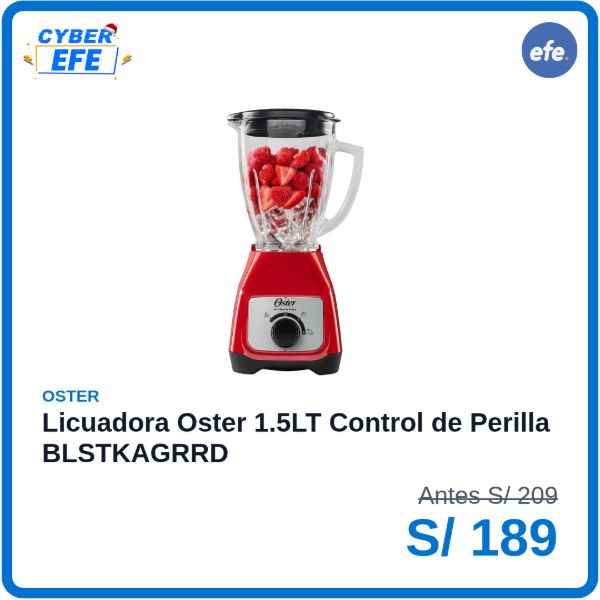 CYBER
EFE
efe.
Oster
OSTER
Licuadora Oster 1.5LT Control de Perilla
BLSTKAGRRD
Antes S/ 209
S/ 189